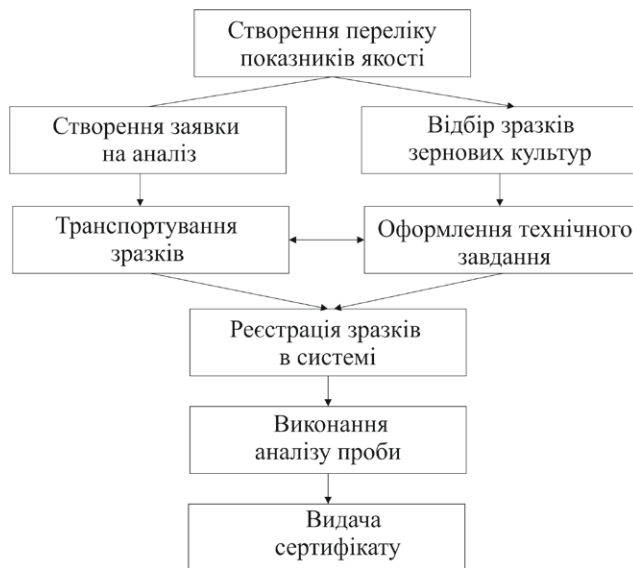 Створення переліку
показників якості
Створення заявки
на аналіз
Відбір зразків
зернових культур
Транспортування
зразків
Оформлення технічного
завдання
Реєстрація зразків
в системі
Виконання
аналізу проби
Видача
сертифікату